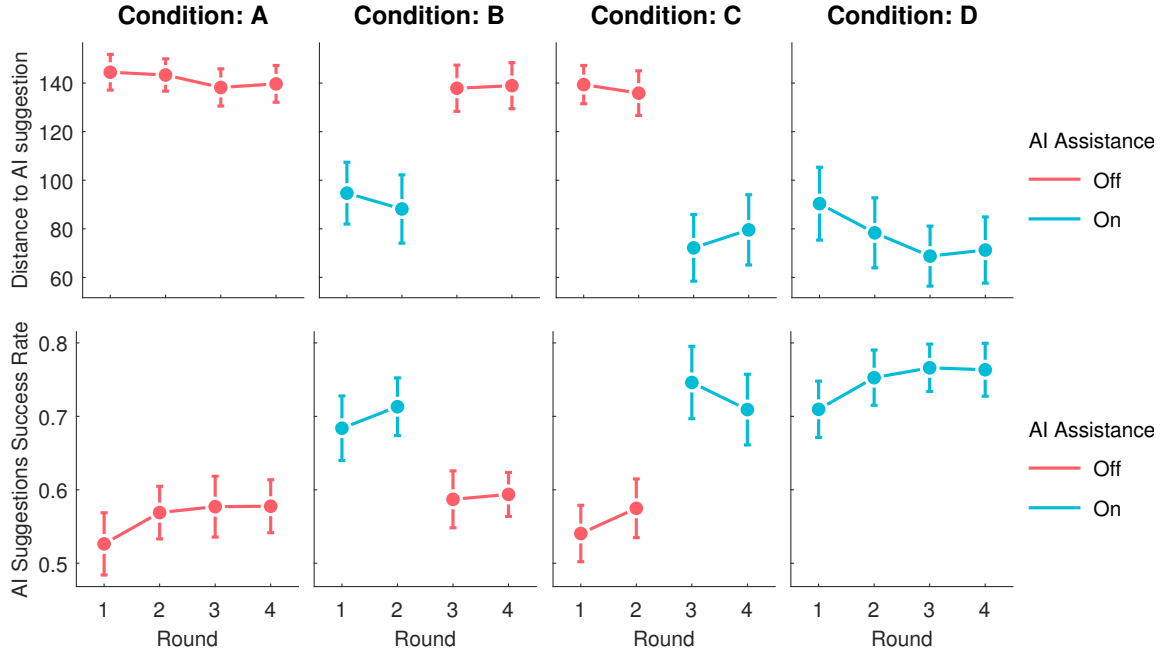 Condition: A
Condition: B
Condition: C
Condition: D
Distance to AI suggestion
140
120
100
80
60
AI Assistance
Off
On
AI Suggestions Success Rate
0.8
0.7
0.6
0.5
AI Assistance
Off
On
1 2 3 4
1 2 3 4
1 2 3 4
1 2 3 4
Round
Round
Round
Round